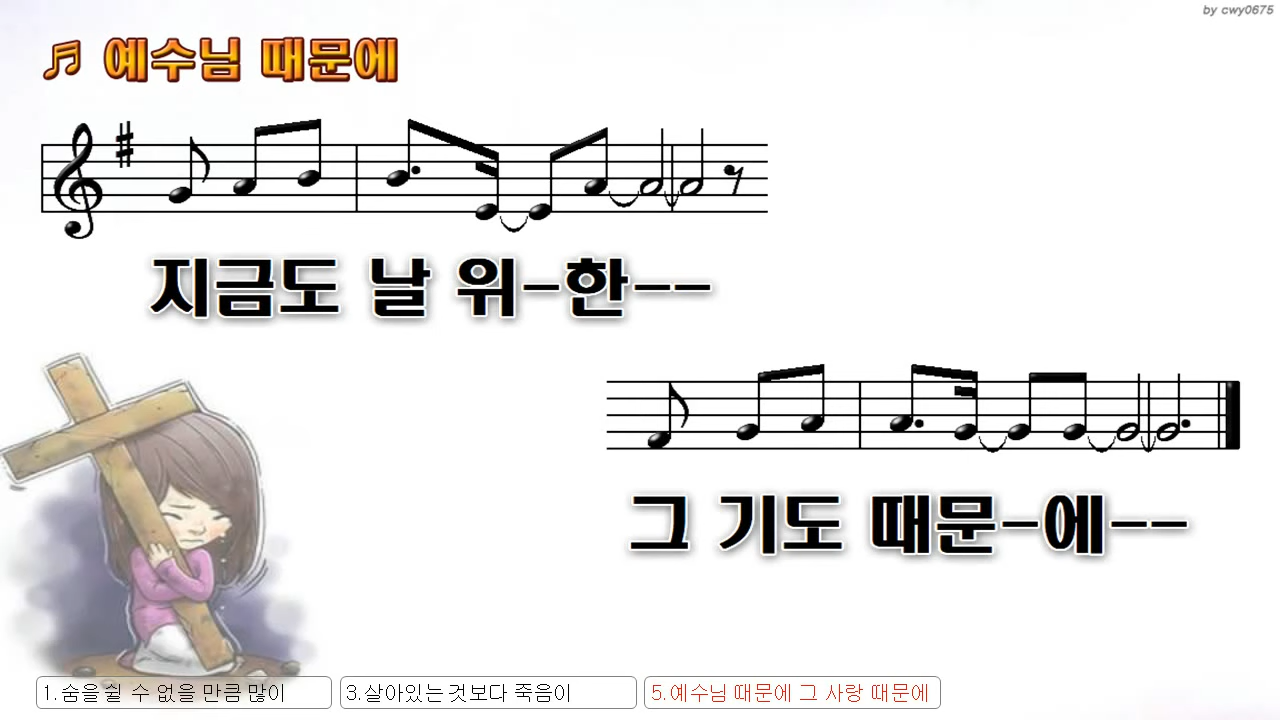 by cwy0675
♬ 예수님 때문에
지금도 날 위-한--
그 기도 때문-에--
1.숨을 쉴 수 없을 만큼 많이
3.살아있는 것보다 죽음이
5.예수님 때문에 그 사랑 때문에